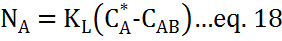 N_A = K_L(C_A^*-C_AB)…eq. 18